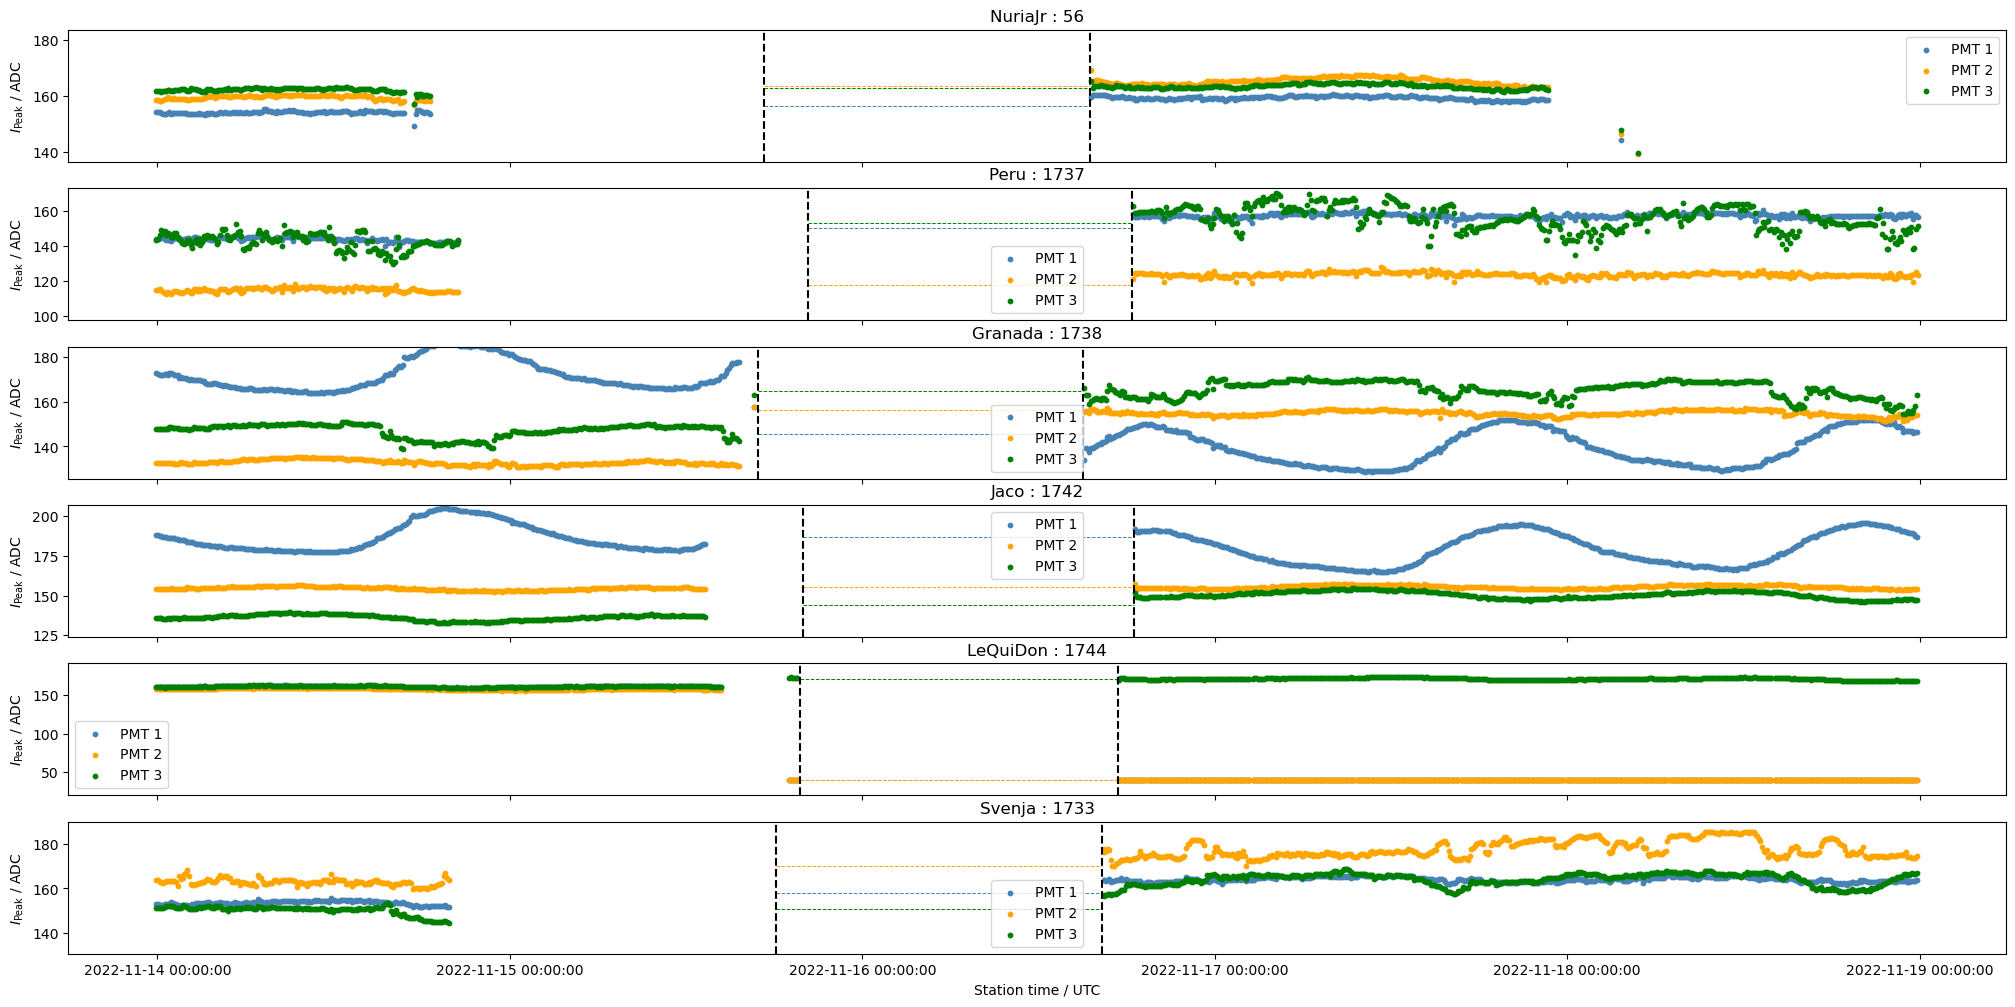 NuriaJr : 56
180
160
140
I_Peak / ADC
PMT 1
PMT 2
PMT 3
Peru : 1737
160
140
120
100
I_Peak / ADC
PMT 1
PMT 2
PMT 3
Granada : 1738
180
160
140
I_Peak / ADC
PMT 1
PMT 2
PMT 3
Jaco : 1742
200
175
150
125
I_Peak / ADC
PMT 1
PMT 2
PMT 3
LeQuiDon : 1744
150
100
50
I_Peak / ADC
PMT 1
PMT 2
PMT 3
Svenja : 1733
180
160
140
I_Peak / ADC
PMT 1
PMT 2
PMT 3
2022-11-14 00:00:00 2022-11-15 00:00:00 2022-11-16 00:00:00 2022-11-17 00:00:00 2022-11-18 00:00:00 2022-11-19 00:00:00
Station time / UTC